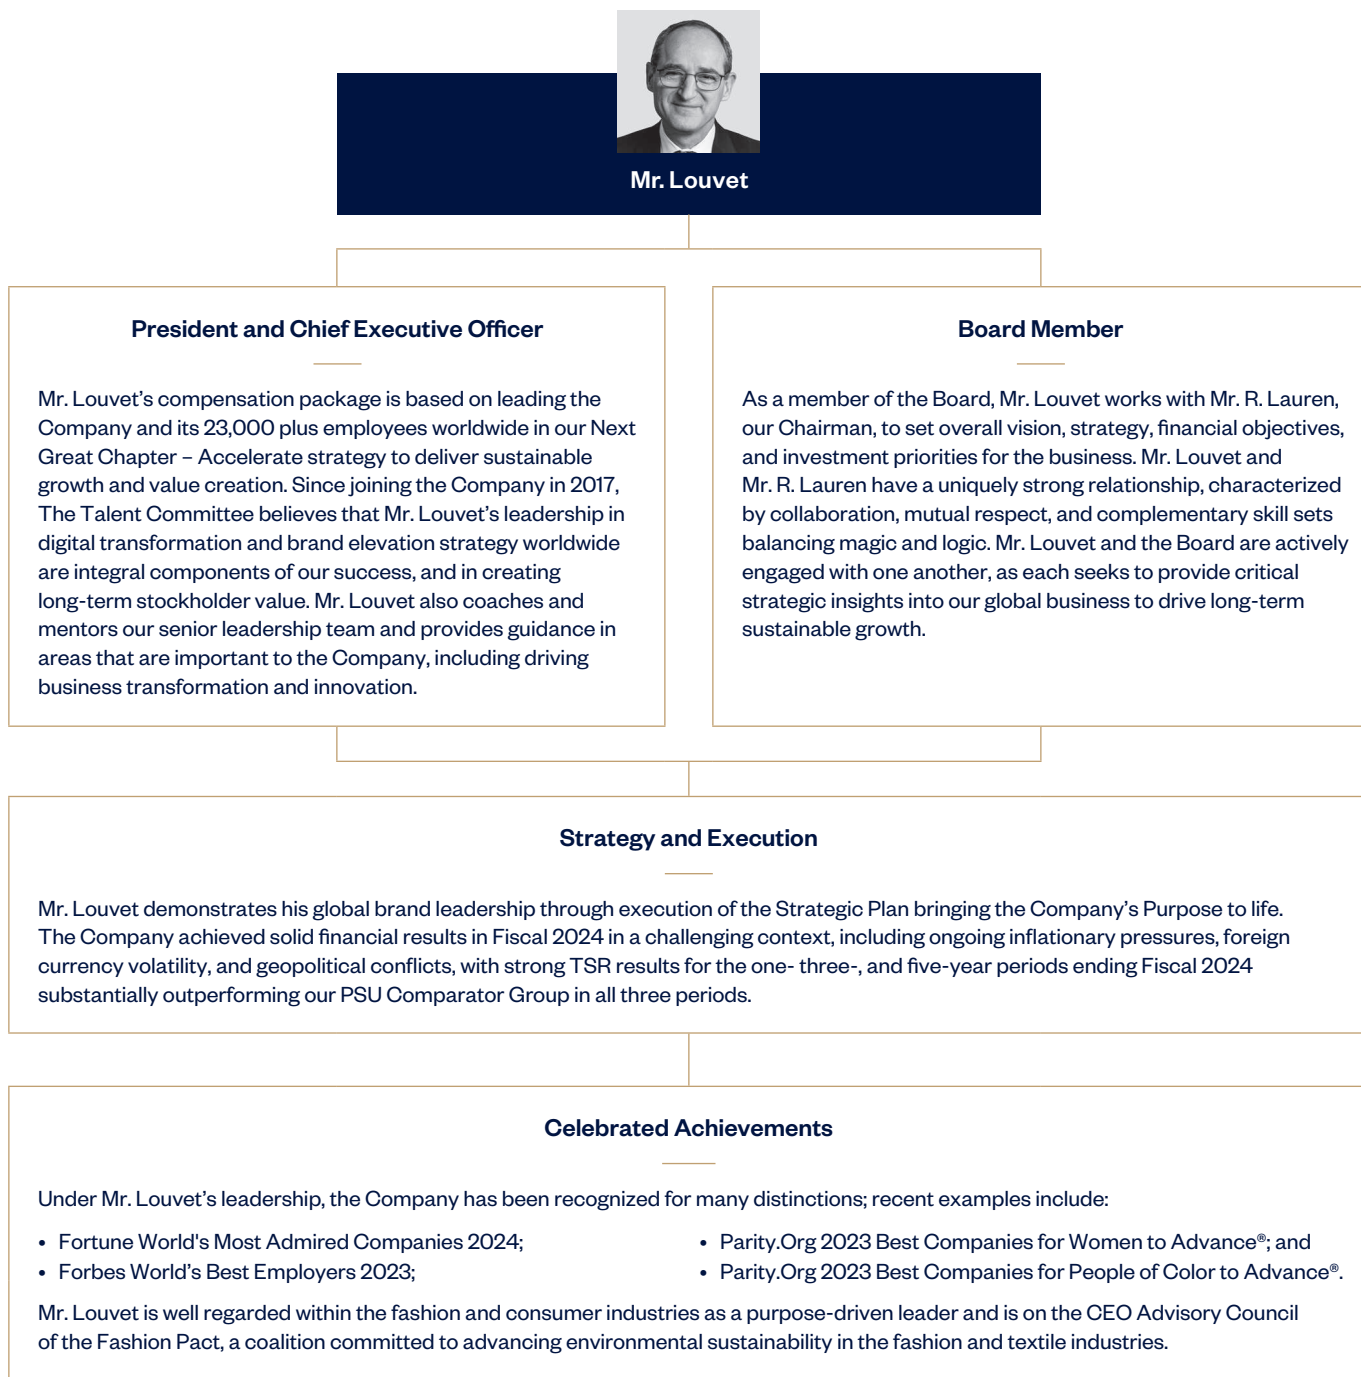 Mr. Louvet
President and Chief Executive Officer
Mr. Louvet’s compensation package is based on leading the
Company and its 23,000 plus employees worldwide in our Next
Great Chapter – Accelerate strategy to deliver sustainable
growth and value creation. Since joining the Company in 2017,
The Talent Committee believes that Mr. Louvet’s leadership in
digital transformation and brand elevation strategy worldwide
are integral components of our success, and in creating
long-term stockholder value. Mr. Louvet also coaches and
mentors our senior leadership team and provides guidance in
areas that are important to the Company, including driving
business transformation and innovation.
Board Member
As a member of the Board, Mr. Louvet works with Mr. R. Lauren,
our Chairman, to set overall vision, strategy, financial objectives,
and investment priorities for the business. Mr. Louvet and
Mr. R. Lauren have a uniquely strong relationship, characterized
by collaboration, mutual respect, and complementary skill sets
balancing magic and logic. Mr. Louvet and the Board are actively
engaged with one another, as each seeks to provide critical
strategic insights into our global business to drive long-term
sustainable growth.
Strategy and Execution
Mr. Louvet demonstrates his global brand leadership through execution of the Strategic Plan bringing the Company’s Purpose to life.
The Company achieved solid financial results in Fiscal 2024 in a challenging context, including ongoing inflationary pressures, foreign
currency volatility, and geopolitical conflicts, with strong TSR results for the one- three-, and five-year periods ending Fiscal 2024
substantially outperforming our PSU Comparator Group in all three periods.
Celebrated Achievements
Under Mr. Louvet’s leadership, the Company has been recognized for many distinctions; recent examples include:
• Fortune World's Most Admired Companies 2024;
• Forbes World’s Best Employers 2023;
• Parity.Org 2023 Best Companies for Women to Advance®; and
• Parity.Org 2023 Best Companies for People of Color to Advance®.
Mr. Louvet is well regarded within the fashion and consumer industries as a purpose-driven leader and is on the CEO Advisory Council
of the Fashion Pact, a coalition committed to advancing environmental sustainability in the fashion and textile industries.